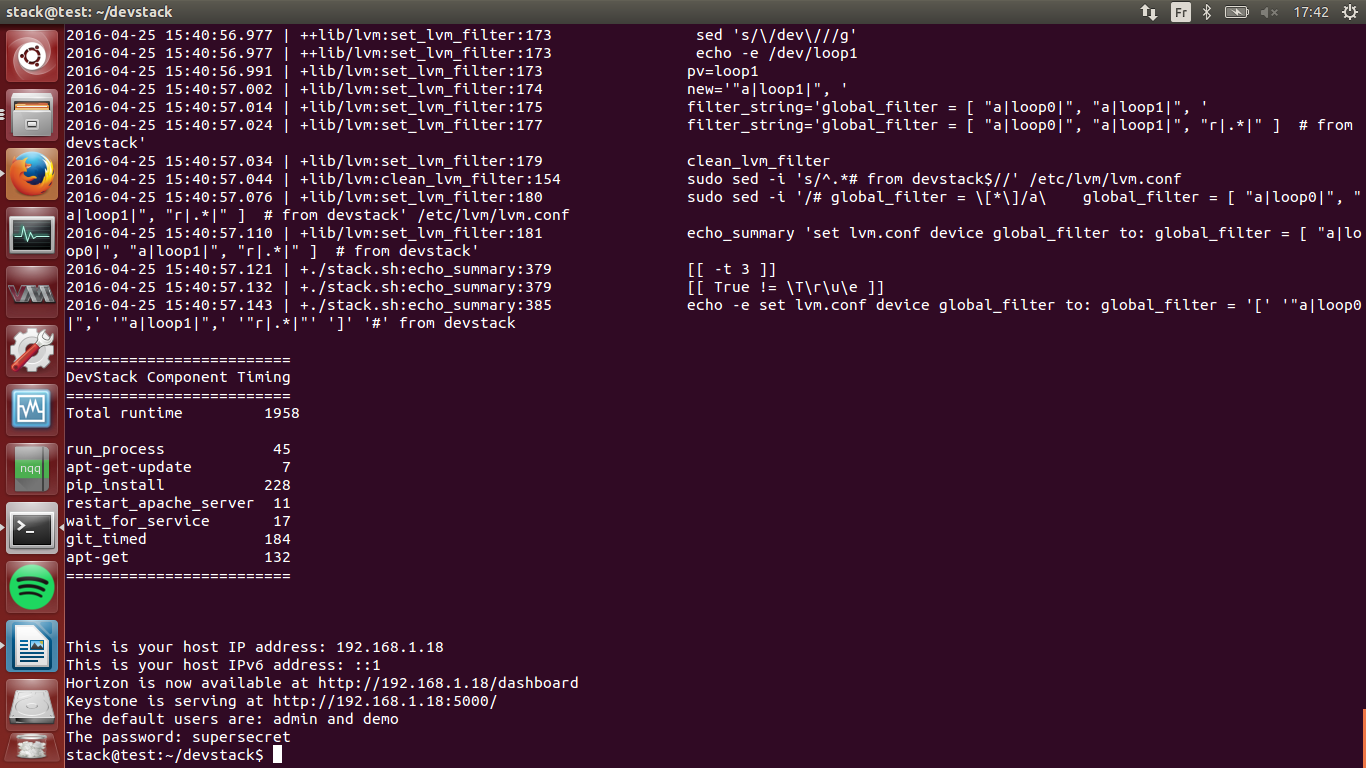 stack@test: ~/devstack
Fr
17:42
2016-04-25 15:40:56.977 | ++lib/lvm:set_lvm_filter:173                sed 's/\/dev\///g'
2016-04-25 15:40:56.977 | ++lib/lvm:set_lvm_filter:173                echo -e /dev/loop1
2016-04-25 15:40:56.991 | +lib/lvm:set_lvm_filter:173                pv=loop1
2016-04-25 15:40:57.002 | +lib/lvm:set_lvm_filter:174                new='"a|loop1|", '
2016-04-25 15:40:57.014 | +lib/lvm:set_lvm_filter:175                filter_string='global_filter = [ "a|loop0|", "a|loop1|", '
2016-04-25 15:40:57.024 | +lib/lvm:set_lvm_filter:177                filter_string='global_filter = [ "a|loop0|", "a|loop1|", "r|.*|" ]  # from
devstack'
2016-04-25 15:40:57.034 | +lib/lvm:set_lvm_filter:179                clean_lvm_filter
2016-04-25 15:40:57.044 | +lib/lvm:clean_lvm_filter:154              sudo sed -i 's/^.*# from devstack$//' /etc/lvm/lvm.conf
2016-04-25 15:40:57.076 | +lib/lvm:set_lvm_filter:180                sudo sed -i '/# global_filter = \[*\]/a\    global_filter = [ "a|loop0|", "
a|loop1|", "r|.*|" ]  # from devstack' /etc/lvm/lvm.conf
2016-04-25 15:40:57.110 | +lib/lvm:set_lvm_filter:181                echo_summary 'set lvm.conf device global_filter to: global_filter = [ "a|lo
op0|", "a|loop1|", "r|.*|" ]  # from devstack'
2016-04-25 15:40:57.121 | +./stack.sh:echo_summary:379               [[ -t 3 ]]
2016-04-25 15:40:57.132 | +./stack.sh:echo_summary:379               [[ True != \T\r\u\e ]]
2016-04-25 15:40:57.143 | +./stack.sh:echo_summary:385               echo -e set lvm.conf device global_filter to: global_filter = '[' '"a|loop0
|",' '"a|loop1|",' '"r|.*|"' ']' '#' from devstack
=========================
DevStack Component Timing
=========================
Total runtime         1958
run_process            45
apt-get-update          7
pip_install           228
restart_apache_server  11
wait_for_service       17
git_timed             184
apt-get               132
=========================
This is your host IP address: 192.168.1.18
This is your host IPv6 address: ::1
Horizon is now available at http://192.168.1.18/dashboard
Keystone is serving at http://192.168.1.18:5000/
The default users are: admin and demo
The password: supersecret
stack@test:~/devstack$
nqq